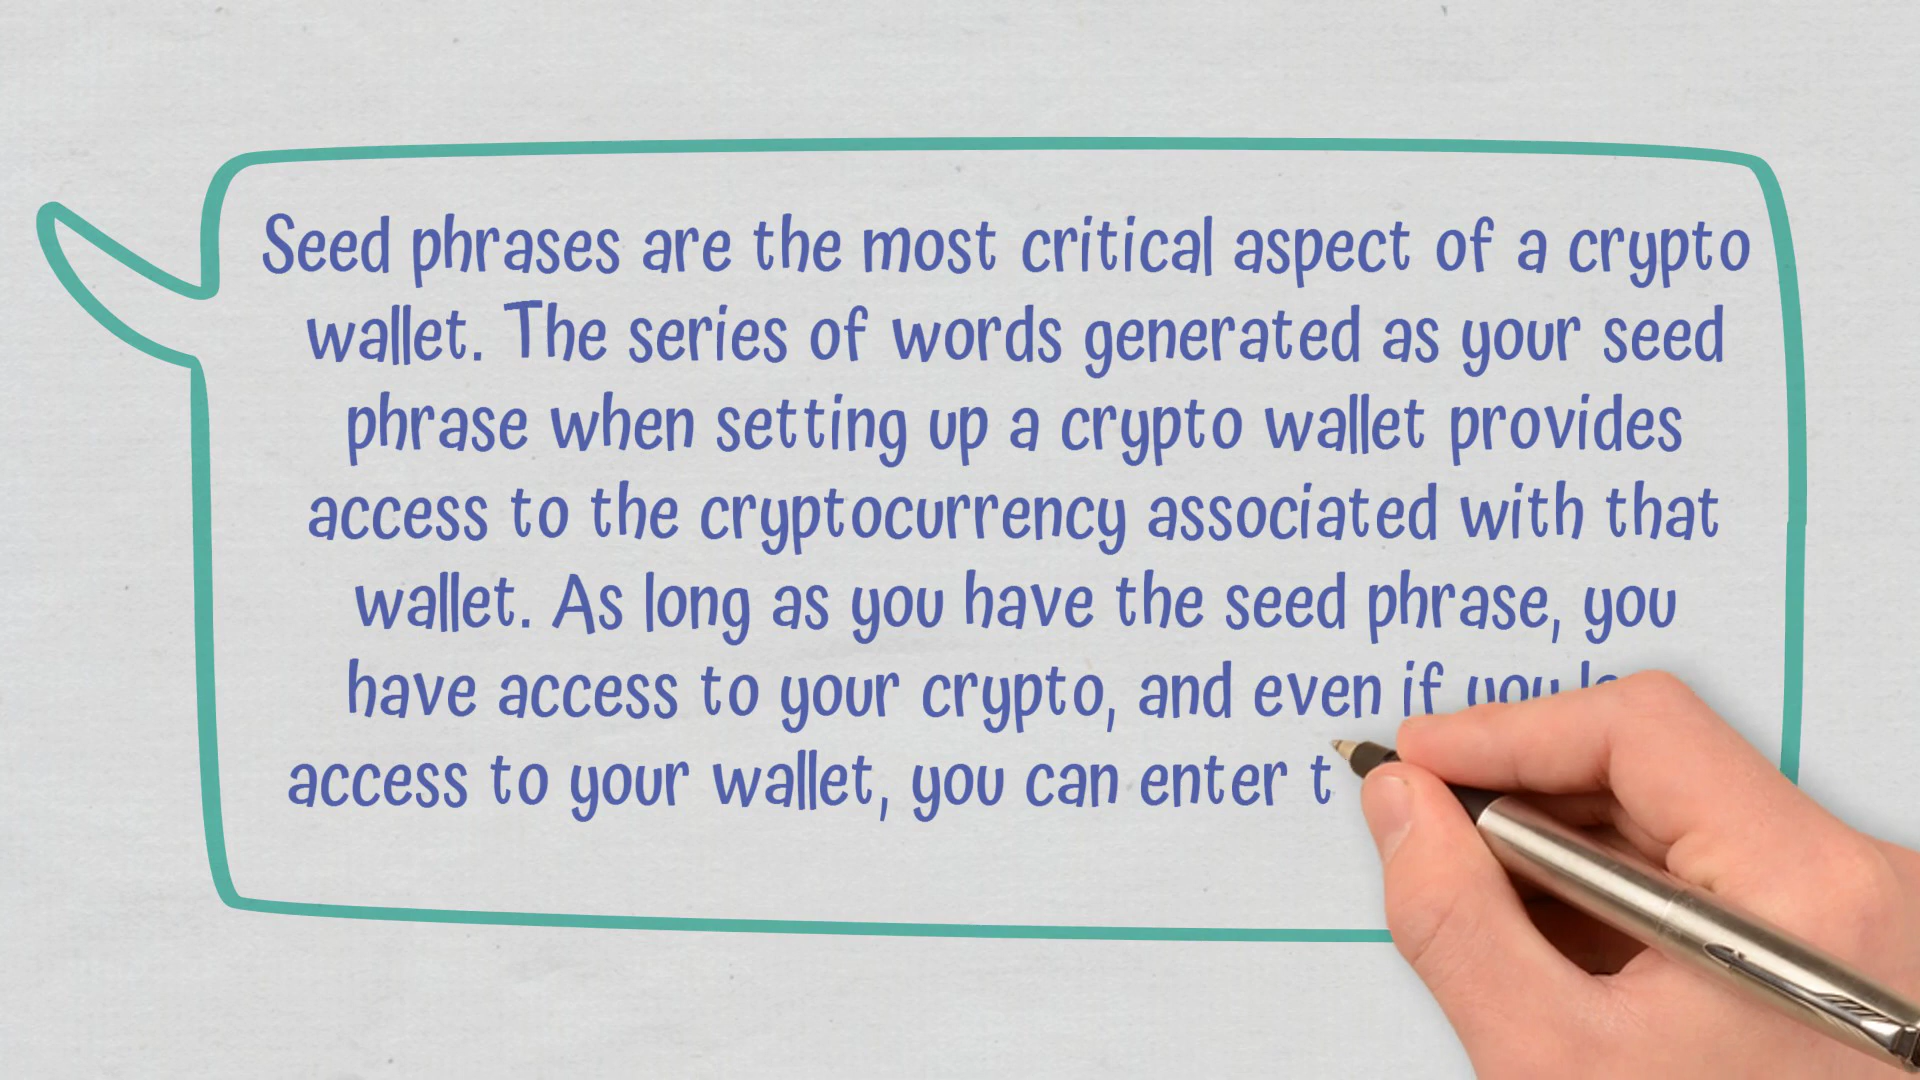 Seed phrases are the most critical aspect of a crypto
wallet. The series of words generated as your seed
phrase when setting up a crypto wallet provides
access to the cryptocurrency associated with that
wallet. As long as you have the seed phrase, you
have access to your crypto, and even if you
access to your wallet, you can enter t